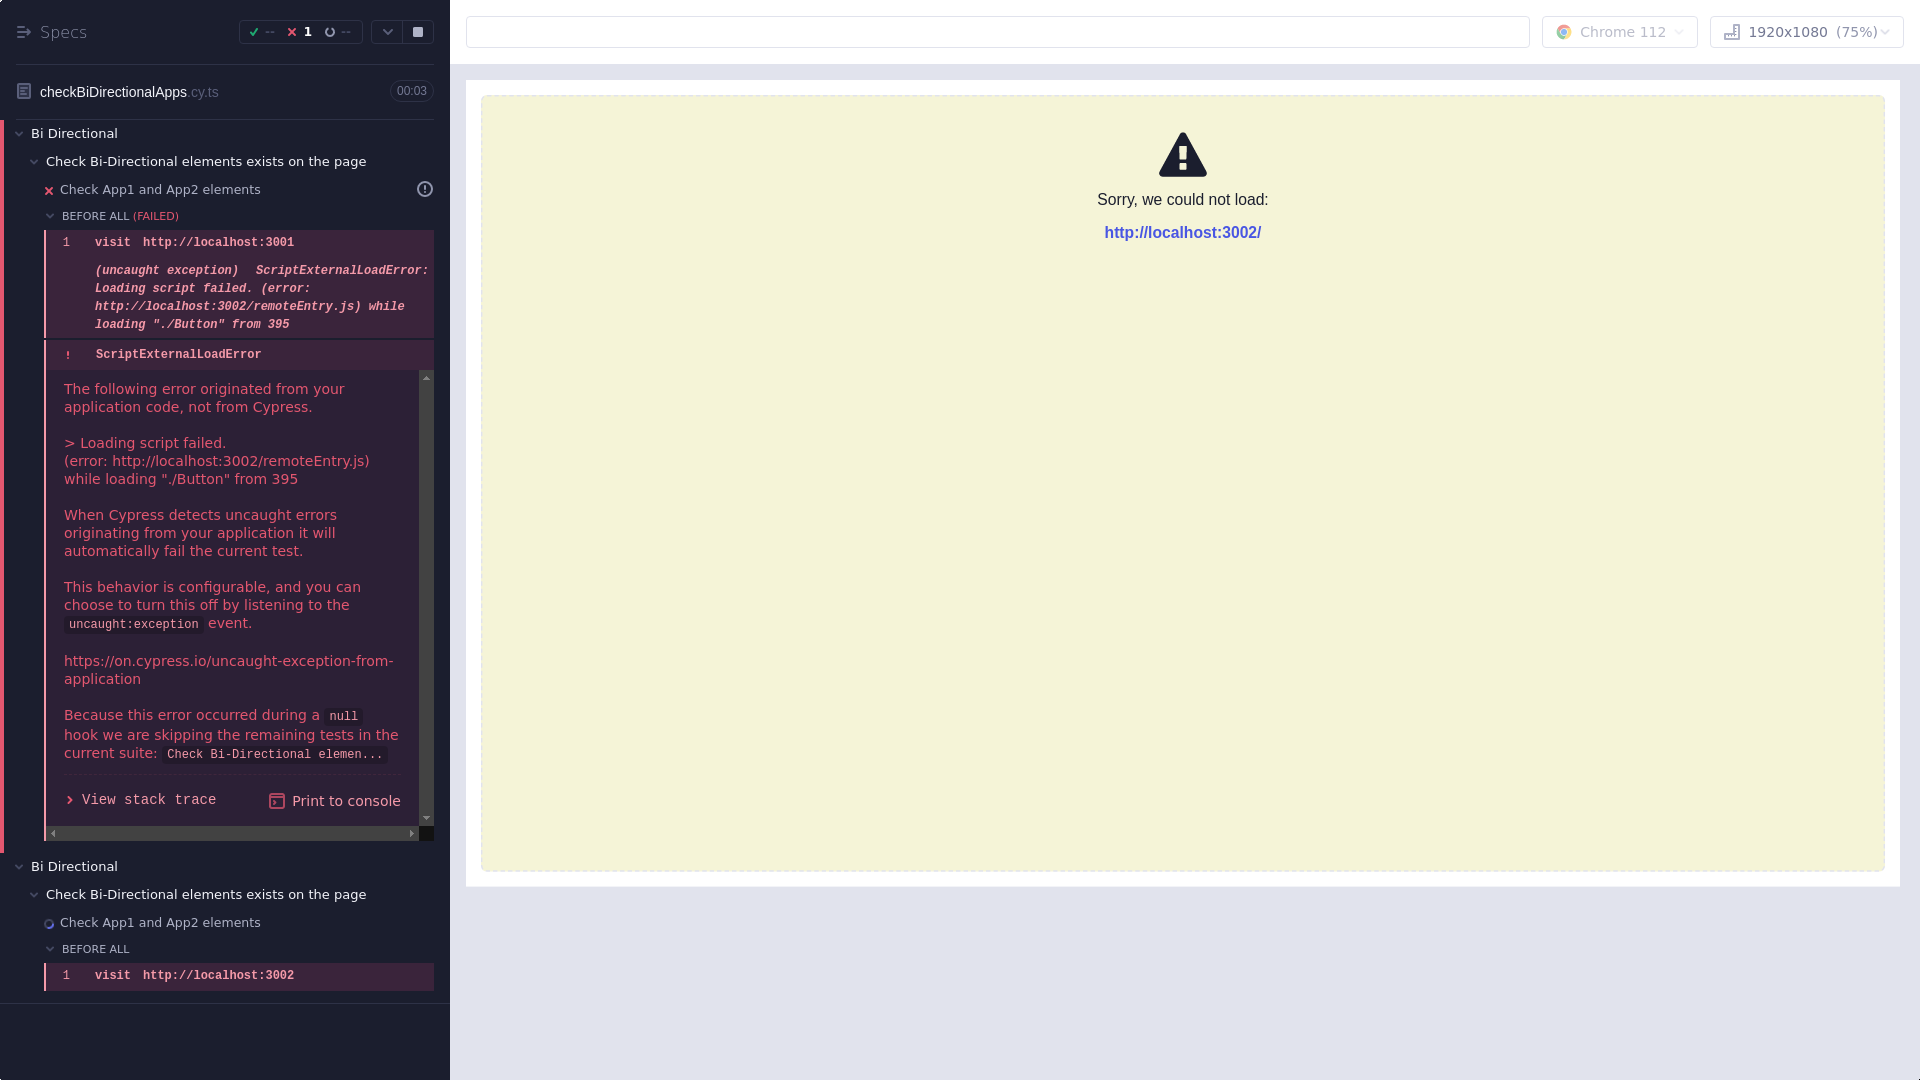 Specs
-- 1 --
checkBiDirectionalApps.cy.ts 00:03
Bi Directional
Check Bi-Directional elements exists on the page
Check App1 and App2 elements
BEFORE ALL (FAILED)
1 visit http://localhost:3001
(uncaught exception) ScriptExternalLoadError:
Loading script failed. (error:
http://localhost:3002/remoteEntry.js) while
loading "./Button" from 395
! ScriptExternalLoadError
The following error originated from your
application code, not from Cypress.
> Loading script failed.
(error: http://localhost:3002/remoteEntry.js)
while loading "./Button" from 395
When Cypress detects uncaught errors
originating from your application it will
automatically fail the current test.
This behavior is configurable, and you can
choose to turn this off by listening to the
uncaught:exception event.
https://on.cypress.io/uncaught-exception-from-
application
Because this error occurred during a null
hook we are skipping the remaining tests in the
current suite: Check Bi-Directional elemen...
View stack trace
Print to console
Bi Directional
Check Bi-Directional elements exists on the page
Check App1 and App2 elements
BEFORE ALL
1 visit http://localhost:3002
Chrome 112
1920x1080 (75%)
Sorry, we could not load:
http://localhost:3002/